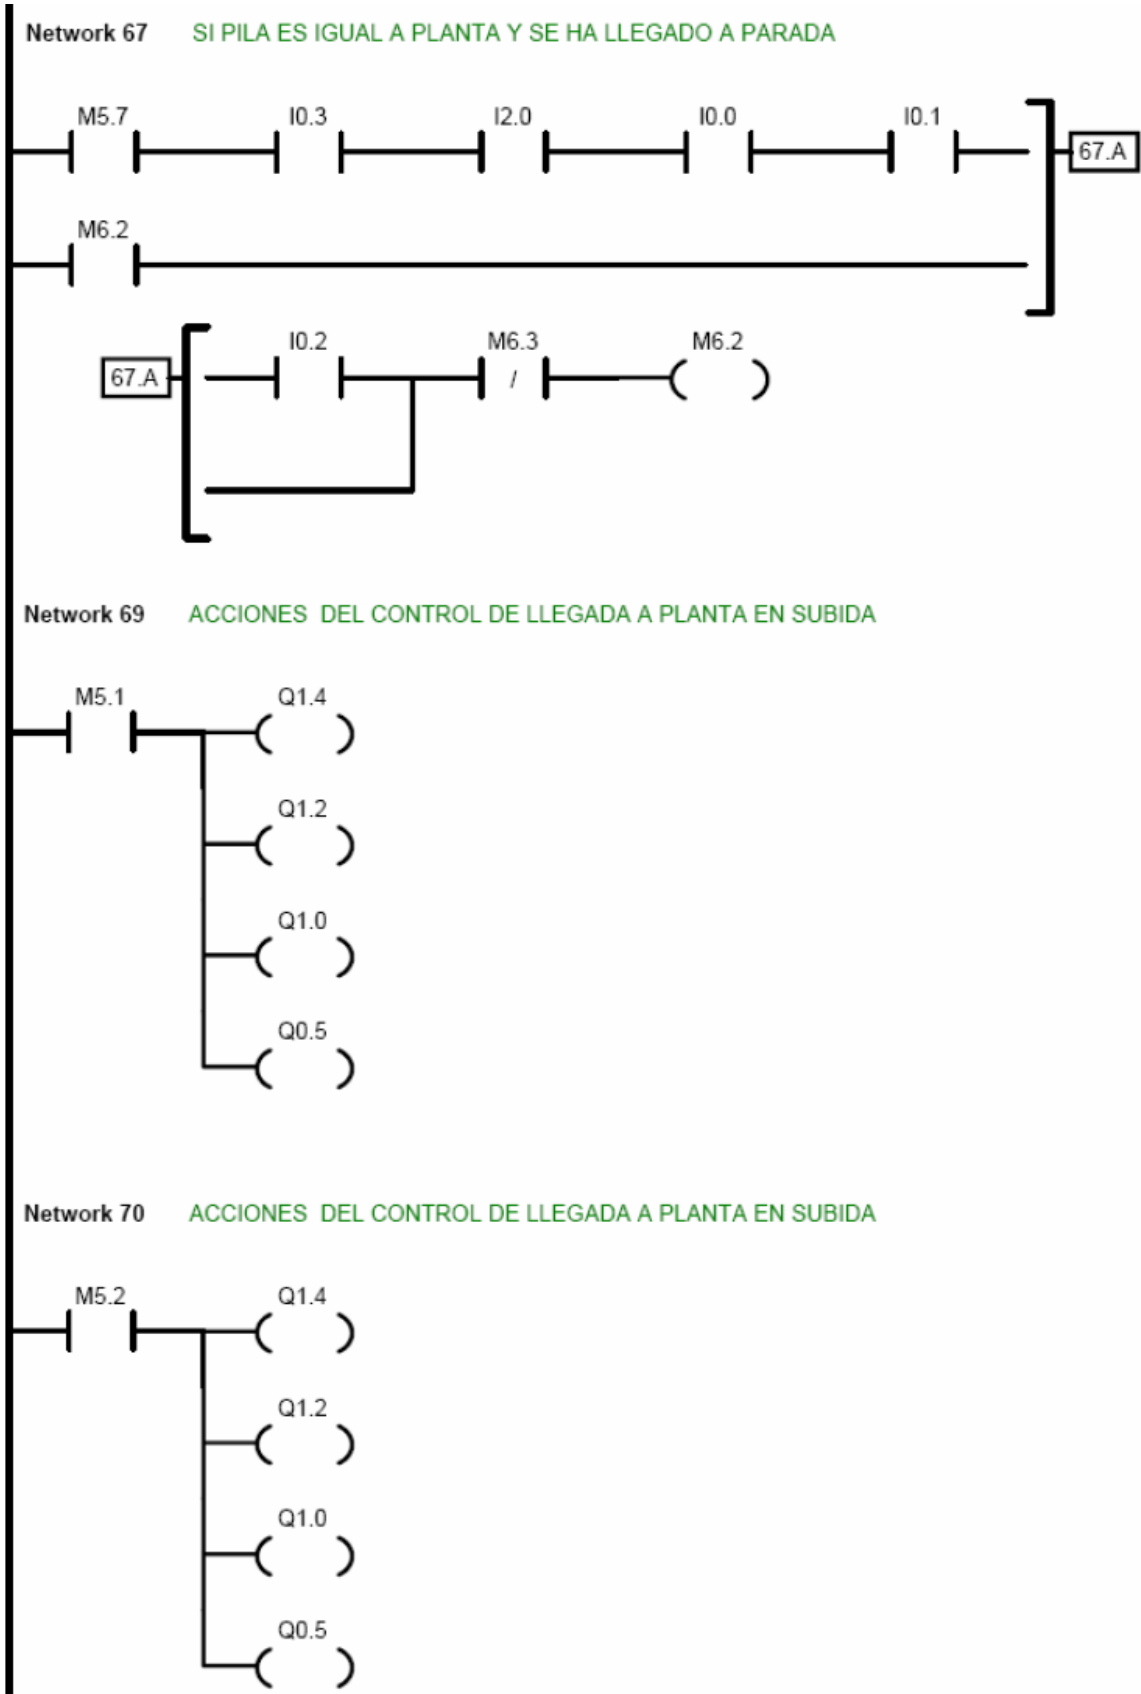 Network 67 SI PILA ES IGUAL A PLANTA Y SE HA LLEGADO A PARADA
M5.7 I0.3 I2.0 I0.0 I0.1
67.A
M6.2
I0.2 M6.3 M6.2
67.A /
Network 69 ACCIONES DEL CONTROL DE LLEGADA A PLANTA EN SUBIDA
M5.1 Q1.4
Q1.2
Q1.0
Q0.5
Network 70 ACCIONES DEL CONTROL DE LLEGADA A PLANTA EN SUBIDA
M5.2 Q1.4
Q1.2
Q1.0
Q0.5